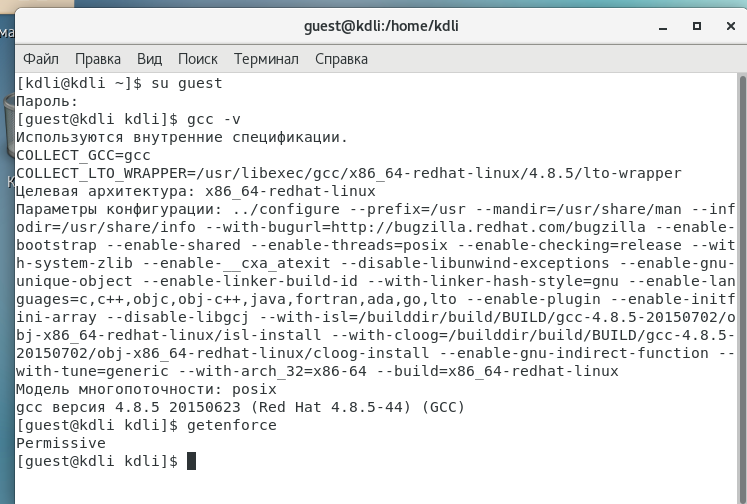 guest@kdli:/home/kdli
Файл Правка Вид Поиск Терминал Справка
[kdli@kdli ~]$ su guest
Пароль:
[guest@kdli kdli]$ gcc -v
Используются внутренние спецификации.
COLLECT_GCC=gcc
COLLECT_LTO_WRAPPER=/usr/libexec/gcc/x86_64-redhat-linux/4.8.5/lto-wrapper
Целевая архитектура: x86_64-redhat-linux
Параметры конфигурации: ../configure --prefix=/usr --mandir=/usr/share/man --inf
odir=/usr/share/info --with-bugurl=http://bugzilla.redhat.com/bugzilla --enable-
bootstrap --enable-shared --enable-threads=posix --enable-checking=release --wit
h-system-zlib --enable-__cxa_atexit --disable-libunwind-exceptions --enable-gnu-
unique-object --enable-linker-build-id --with-linker-hash-style=gnu --enable-lan
guages=c,c++,objc,obj-c++,java,fortran,ada,go,lto --enable-plugin --enable-initf
ini-array --disable-libgcj --with-isl=/builddir/build/BUILD/gcc-4.8.5-20150702/o
bj-x86_64-redhat-linux/isl-install --with-cloog=/builddir/build/BUILD/gcc-4.8.5-
20150702/obj-x86_64-redhat-linux/cloog-install --enable-gnu-indirect-function --
with-tune=generic --with-arch_32=x86-64 --build=x86_64-redhat-linux
Модель многопоточности: posix
gcc версия 4.8.5 20150623 (Red Hat 4.8.5-44) (GCC)
[guest@kdli kdli]$ getenforce
Permissive
[guest@kdli kdli]$